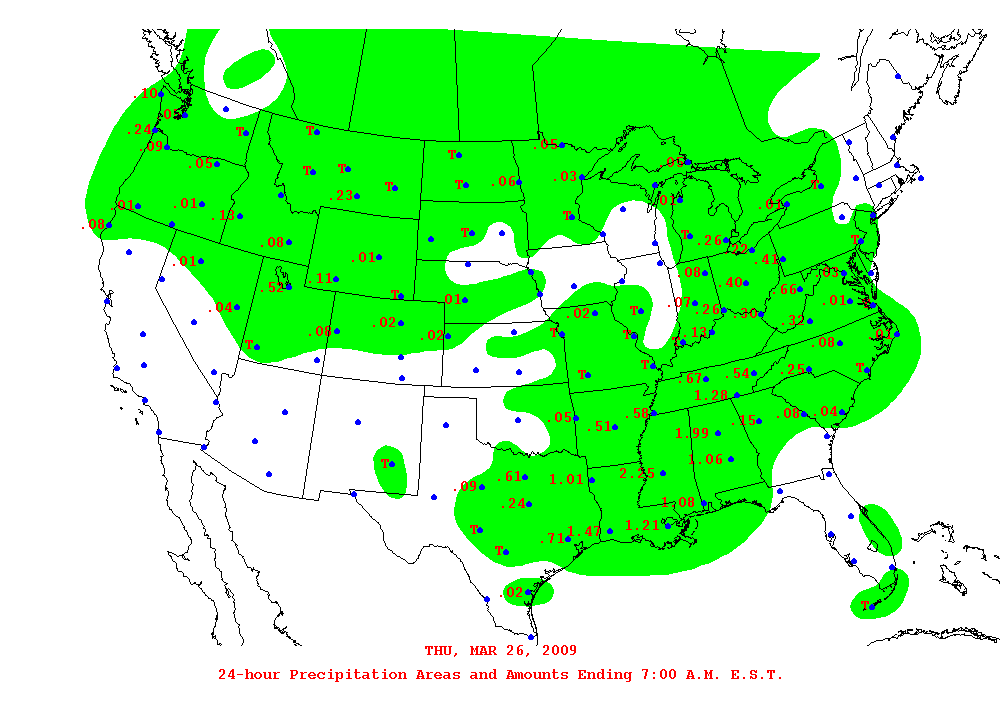 .10
.05
.24 T T
.09 .05 T .05
.05 T T .09
T .06 .03
.23 T .01 T
.01 .01 T .01
.08 .13 T T .26 T
.08 .22
.01 .01 .41
.52 .11 .08 .40 .03
T .01 .66 .01
.04 .02 T .07 .26 .30
.08 .02 .02 T .32
T T T .13 .08 .01
T T .25 T
.67 .54
1.28
.05 .58 .08 .04
.51 .15
1.99
T 1.06
.61 1.01 2.25
.09
.24 1.08
T .71 1.47 1.21
T
.02
T
THU, MAR 26, 2009
24-hour Precipitation Areas and Amounts Ending 7:00 A.M. E.S.T.